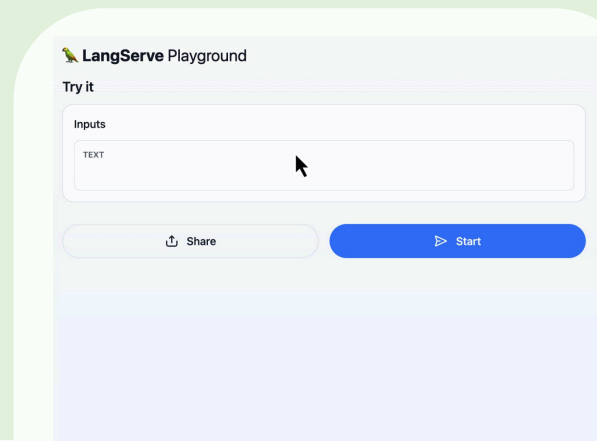 LangServe Playground
Try it
Inputs
TEXT
Share
Start